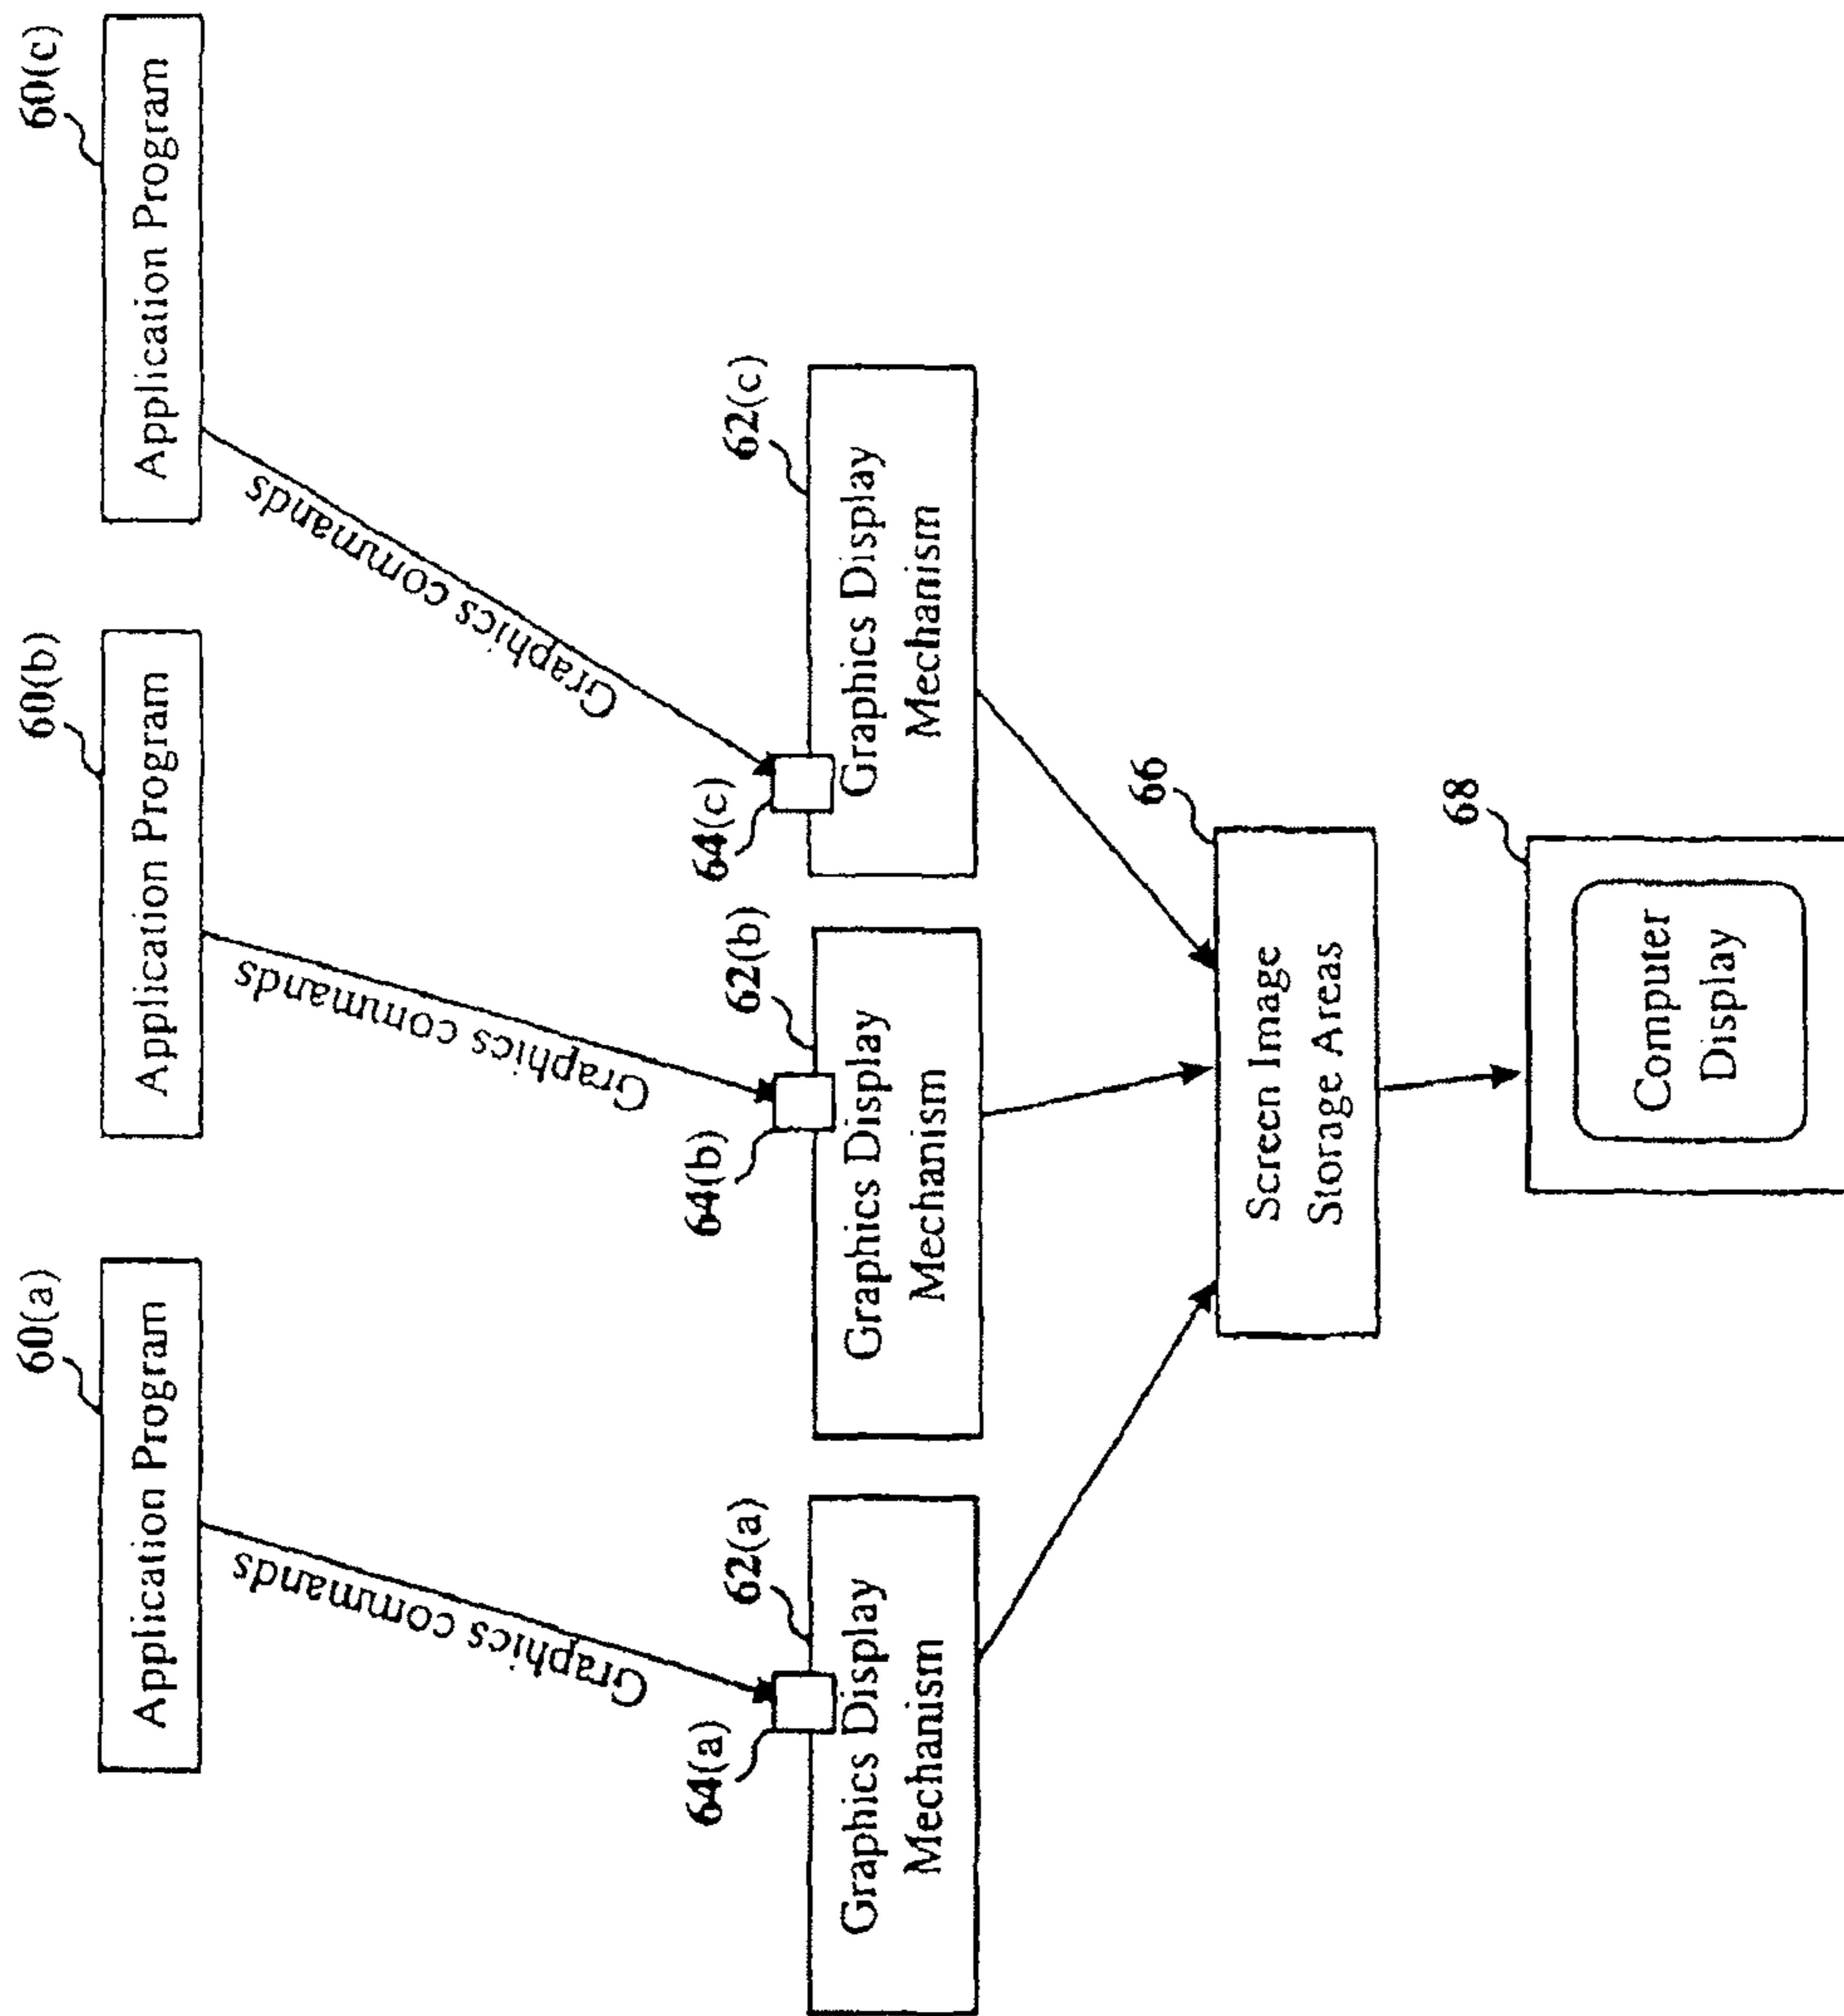 60(a)
60(b)
60(c)
Application Program
Application Program
Application Program
Graphics commands
Graphics commands
Graphics commands
64(a)
62(a)
64(b)
62(b)
64(c)
62(c)
Graphics Display
Mechanism
Graphics Display
Mechanism
Graphics Display
Mechanism
66
Screen Image
Storage Areas
68
Computer
Display